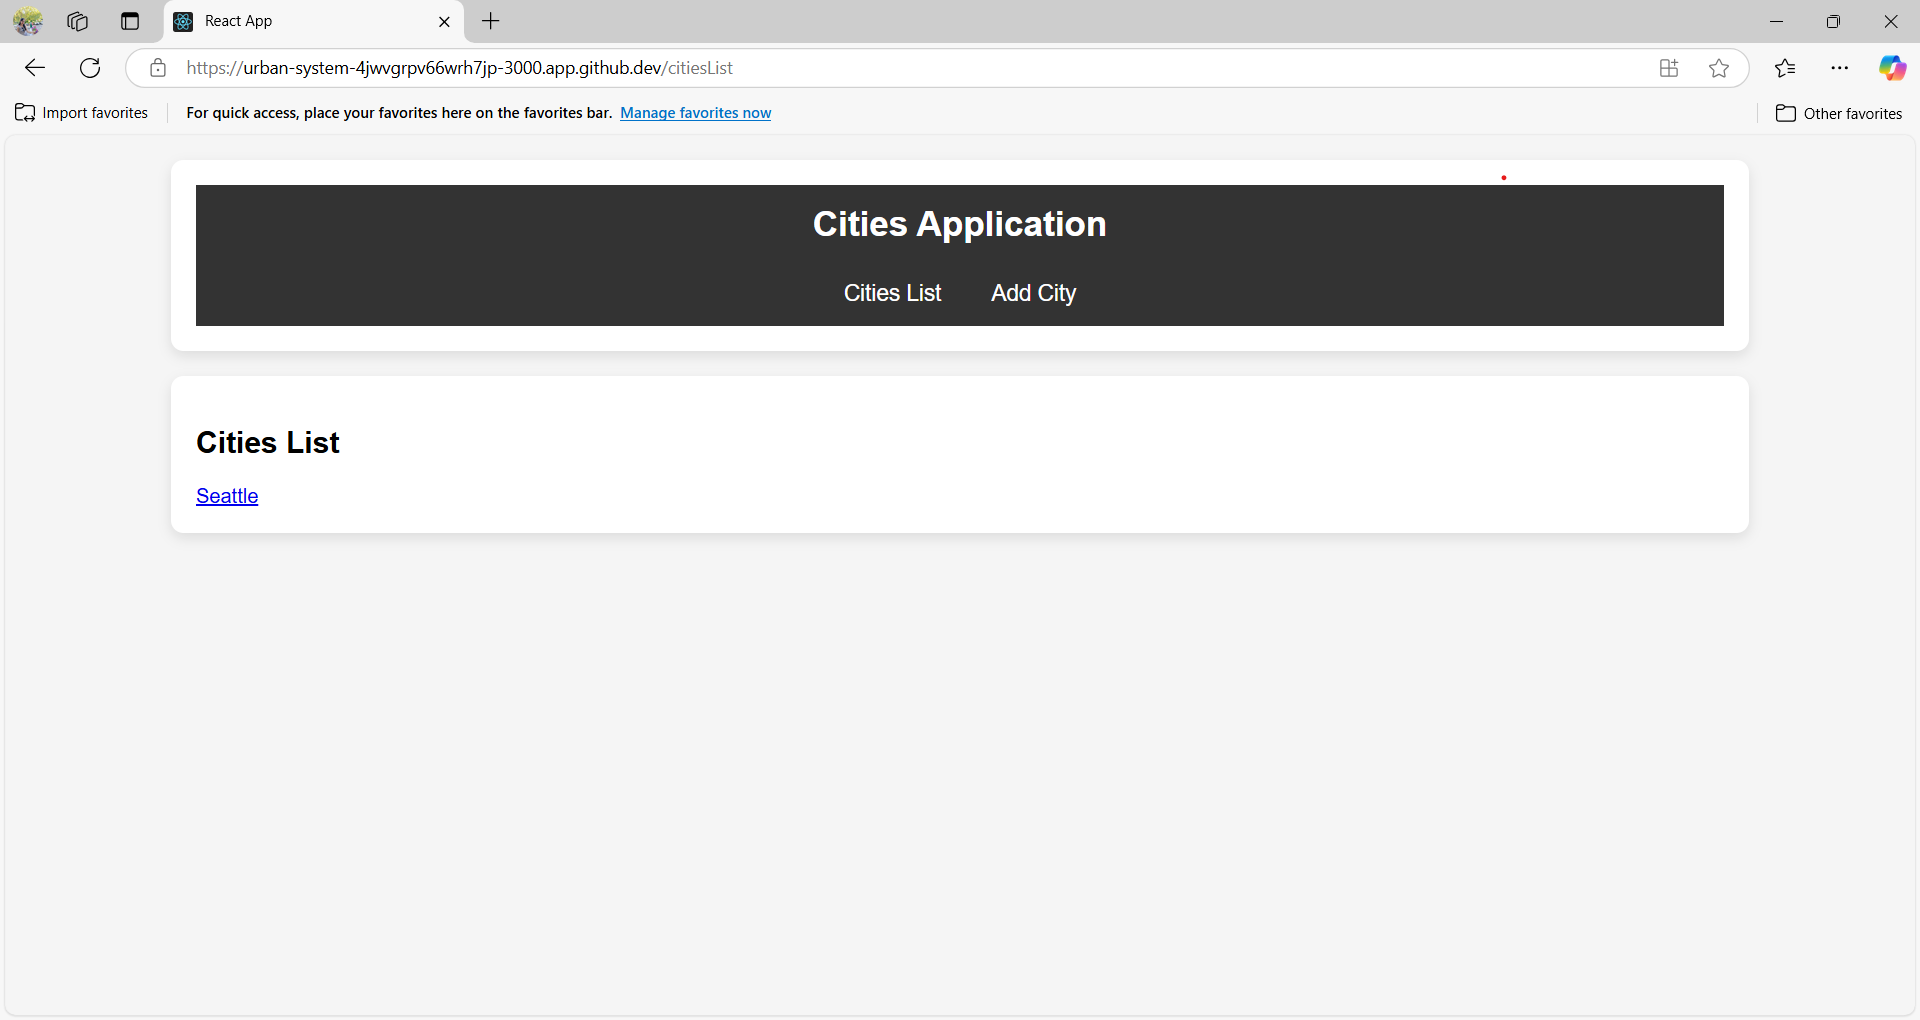 React App
https://urban-system-4jwvgrpv66wrh7jp-3000.app.github.dev/citiesList
Import favorites For quick access, place your favorites here on the favorites bar. Manage favorites now Other favorites
Cities Application
Cities List Add City
Cities List
Seattle